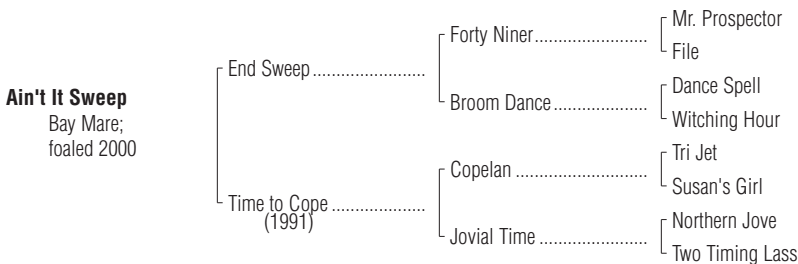 Ain't It Sweep
Bay Mare;
foaled 2000
End Sweep.......................
Time to Cope ...................
(1991)
Forty Niner.......................
Broom Dance...................
Copelan ..........................
Jovial Time ......................
Mr. Prospector
File
Dance Spell
Witching Hour
Tri Jet
Susan's Girl
Northern Jove
Two Timing Lass